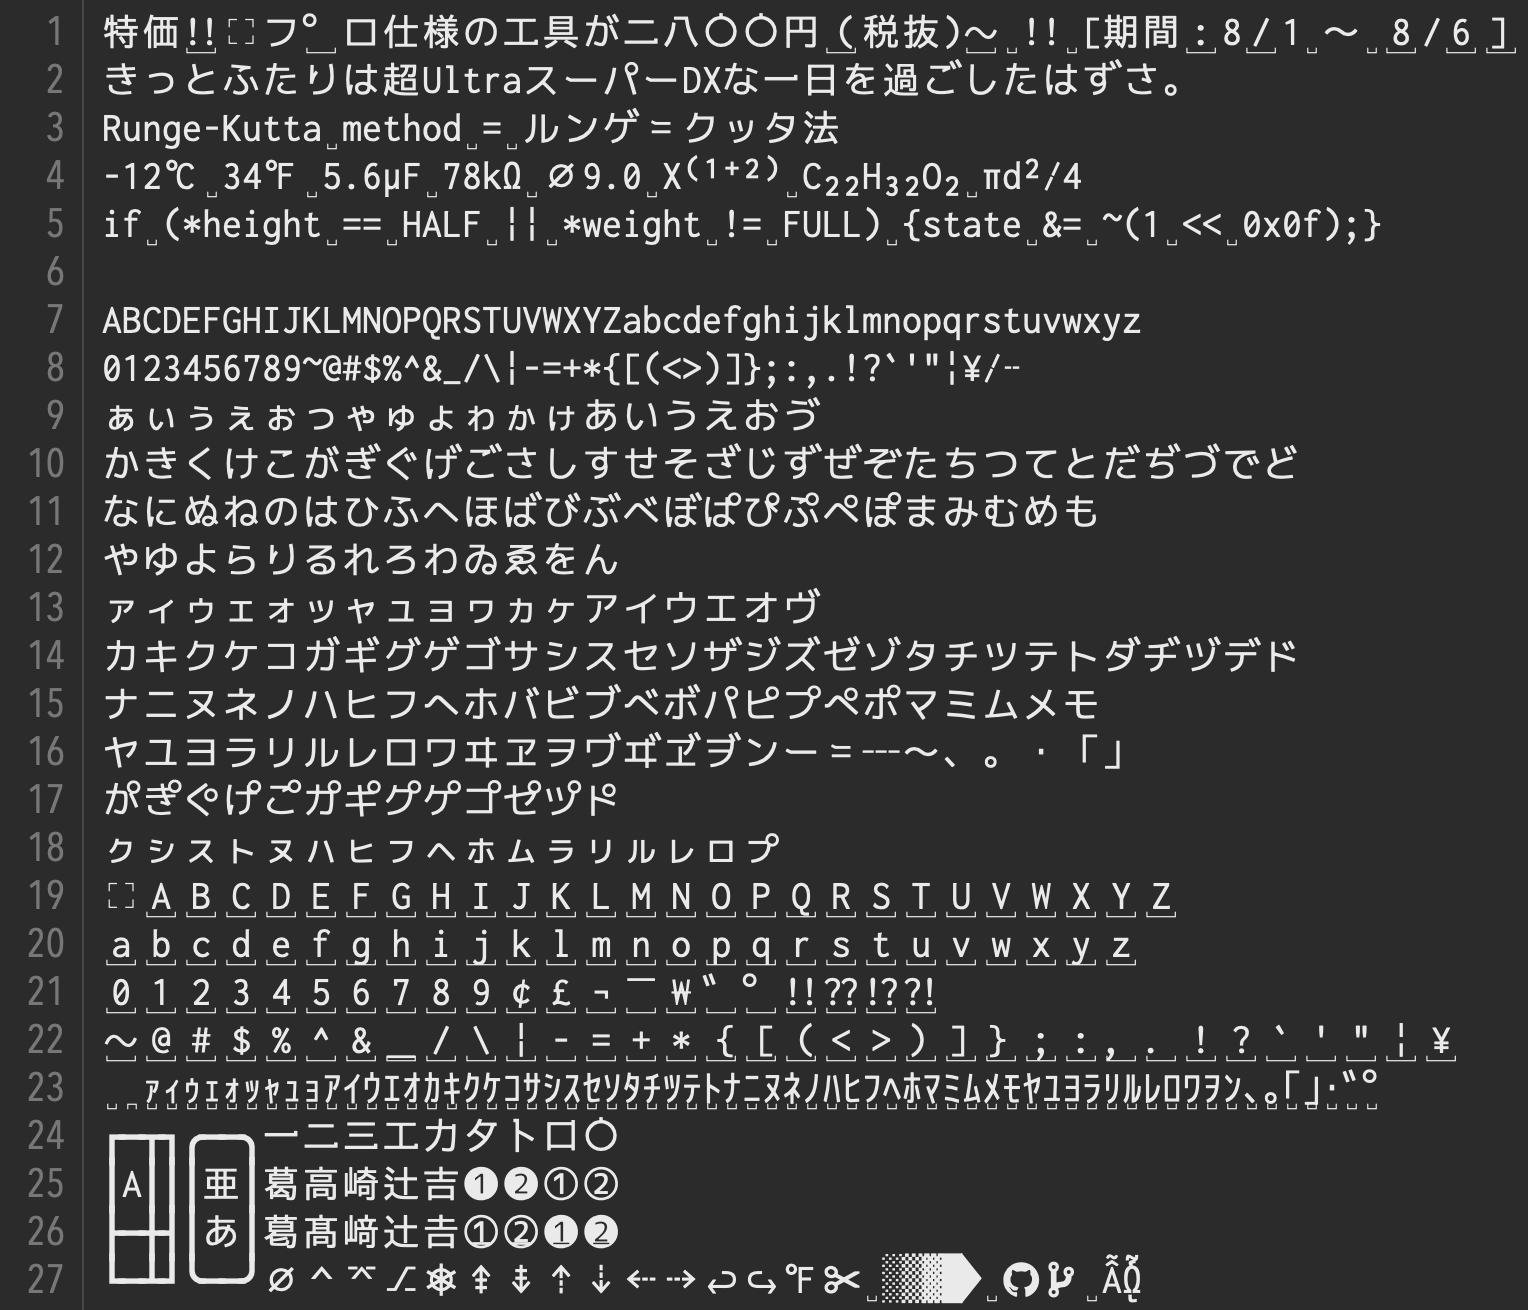 1 特価‼ フ゜ロ仕様の工具が二八〇〇円（税抜)～ !! [期間:8/1 ～ 8/6 ]
2 きっとふたりは超UltraスーパーDXな一日を過ごしたはずさ。
3 Runge-Kutta method = ルンゲ゠クッタ法
4 -12℃ 34℉ 5.6μF 78kΩ ∅9.0 X⁽¹⁺²⁾ C₂₂H₃₂O₂ πd²/4
5 if (*height == HALF || *weight != FULL) {state &= ~(1 << 0x0f);}
6
7 ABCDEFGHIJKLMNOPQRSTUVWXYZabcdefghijklmnopqrstuvwxyz
8 0123456789~@#$%^&_/\|-=+*{[(<>)]};:,.!?`'"¦¥
9 ぁぃぅぇぉっゃゅょゎゕゖあいうえおゔ
10 かきくけこがぎぐげごさしすせそざじずぜぞたちつてとだぢづでど
11 なにぬねのはひふへほばびぶべぼぱぴぷぺぽまみむめも
12 やゆよらりるれろわゐゑをん
13 ァィゥェォッャュョヮヵヶアイウエオヴ
14 カキクケコガギグゲゴサシスセソザジズゼゾタチツテトダヂヅデド
15 ナニヌネノハヒフヘホバビブベボパピプペポマミムメモ
16 ヤユヨラリルレロワヰヱヲヷヸヹヺンー゠～、。・「」
17 か゚き゚く゚け゚こ゚カ゚キ゚ク゚ケ゚コ゚セ゚ツ゚ト゚
18 ㇰㇱㇲㇳㇴㇵㇶㇷㇸㇹㇺㇻㇼㇽㇾㇿㇷ゚
19 ＡＢＣＤＥＦＧＨＩＪＫＬＭＮＯＰＱＲＳＴＵＶＷＸＹＺ
20 ａｂｃｄｅｆｇｈｉｊｋｌｍｎｏｐｑｒｓｔｕｖｗｘｙｚ
21 ０１２３４５６７８９￠￡￢￣￦゛゜‼⁇⁉⁈
22 ～＠＃＄％＾＆＿／＼｜－＝＋＊｛［（＜＞）］｝；：，．！？｀＇＂￤￥
23 ｧｨｩｪｫｯｬｭｮｱｲｳｴｵｶｷｸｹｺｻｼｽｾｿﾀﾁﾂﾃﾄﾅﾆﾇﾈﾉﾊﾋﾌﾍﾎﾏﾐﾑﾒﾓﾔﾕﾖﾗﾘﾙﾚﾛﾜｦﾝ､｡｢｣･ﾞﾟ
24 一二三工力夕卜口〇
25 A 亜 葛高崎辻吉❶❷①②
26 あ 葛髙﨑辻𠮷①②❶❷
27 ∅⌃⌤⎇⎈⇞⇟⇡⇣⇠⇢↩↪℉✂ ░▒▓